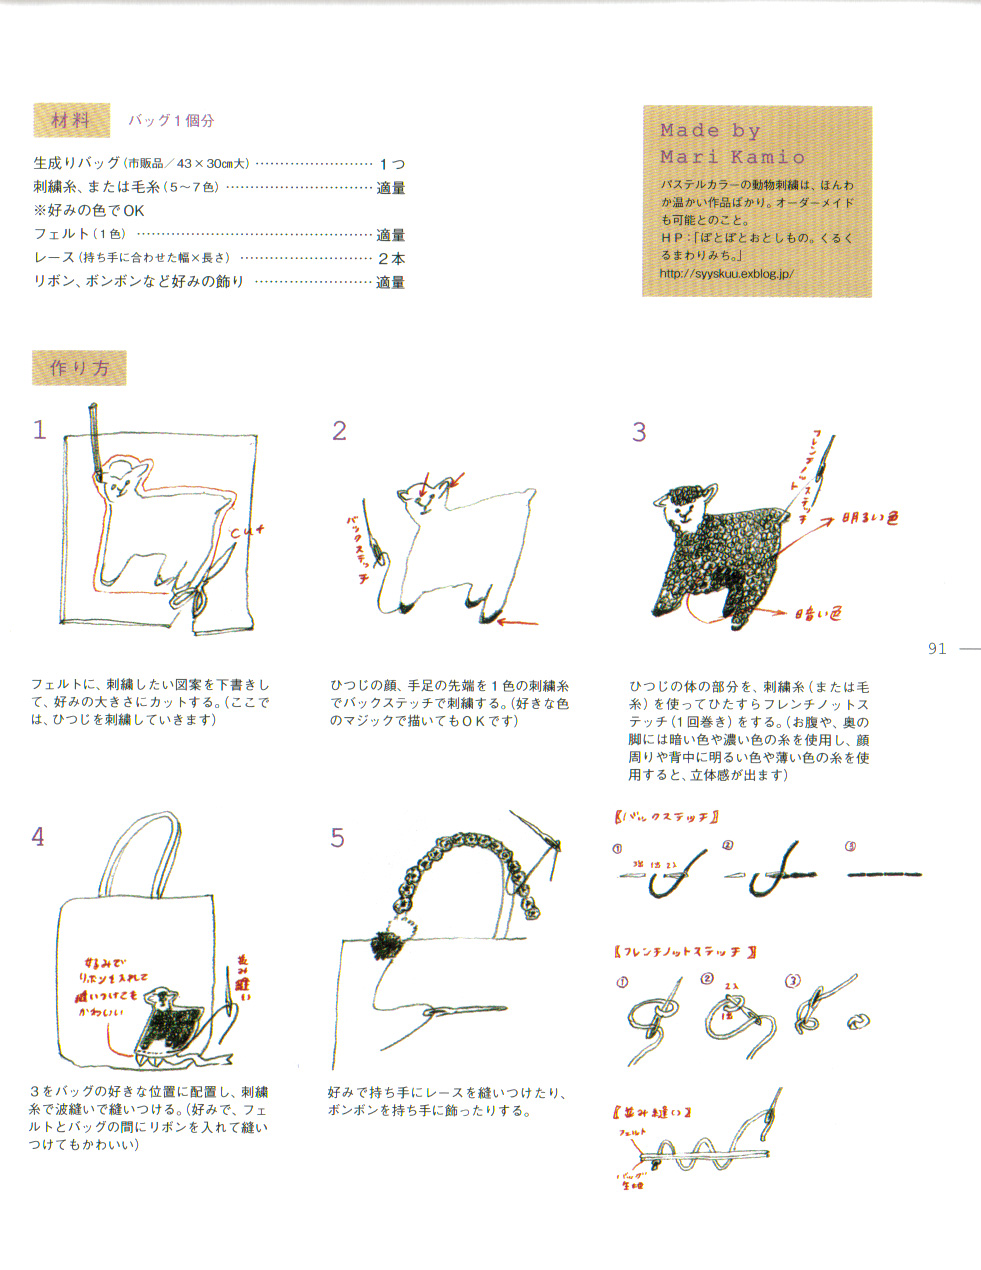 材料
バッグ1個分
生成りバッグ(市販品／43×30㎝大)…………………… 1つ
刺繍糸、または毛糸(5〜7色)………………………… 適量
※好みの色でOK
フェルト(1色)………………………………………… 適量
レース(持ち手に合わせた幅×長さ)……………………… 2本
リボン、ボンボンなど好みの飾り …………………… 適量
Made by
Mari Kamio
パステルカラーの動物刺繍は、ほんわ
か温かい作品ばかり。オーダーメイド
も可能とのこと。
HP：「ぽとぽとおとしもの。くるく
るまわりみち。」
http://syyskuu.exblog.jp/
作り方
1
cut
フェルトに、刺繍したい図案を下書きし
て、好みの大きさにカットする。(ここで
は、ひつじを刺繍していきます)
2
バックステッチ
ひつじの顔、手足の先端を1色の刺繍糸
でバックステッチで刺繍する。(好きな色
のマジックで描いてもOKです)
3
フレンチノットステッチ
明るい色
暗い色
ひつじの体の部分を、刺繍糸(または毛
糸)を使ってひたすらフレンチノットス
テッチ(1回巻き)をする。(お腹や、奥の
脚には暗い色や濃い色の糸を使用し、顔
周りや背中に明るい色や薄い色の糸を使
用すると、立体感が出ます)
91
4
好みで
リボンを入れて
縫いつけても
かわいい
並み縫い
3をバッグの好きな位置に配置し、刺繍
糸で波縫いで縫いつける。(好みで、フェ
ルトとバッグの間にリボンを入れて縫い
つけてもかわいい)
5
好みで持ち手にレースを縫いつけたり、
ボンボンを持ち手に飾ったりする。
〖バックステッチ〗
① 3出 1出 2入 ② ③
〖フレンチノットステッチ〗
① ② 2入 1出 ③
〖並み縫い〗
フェルト
バッグ
生地